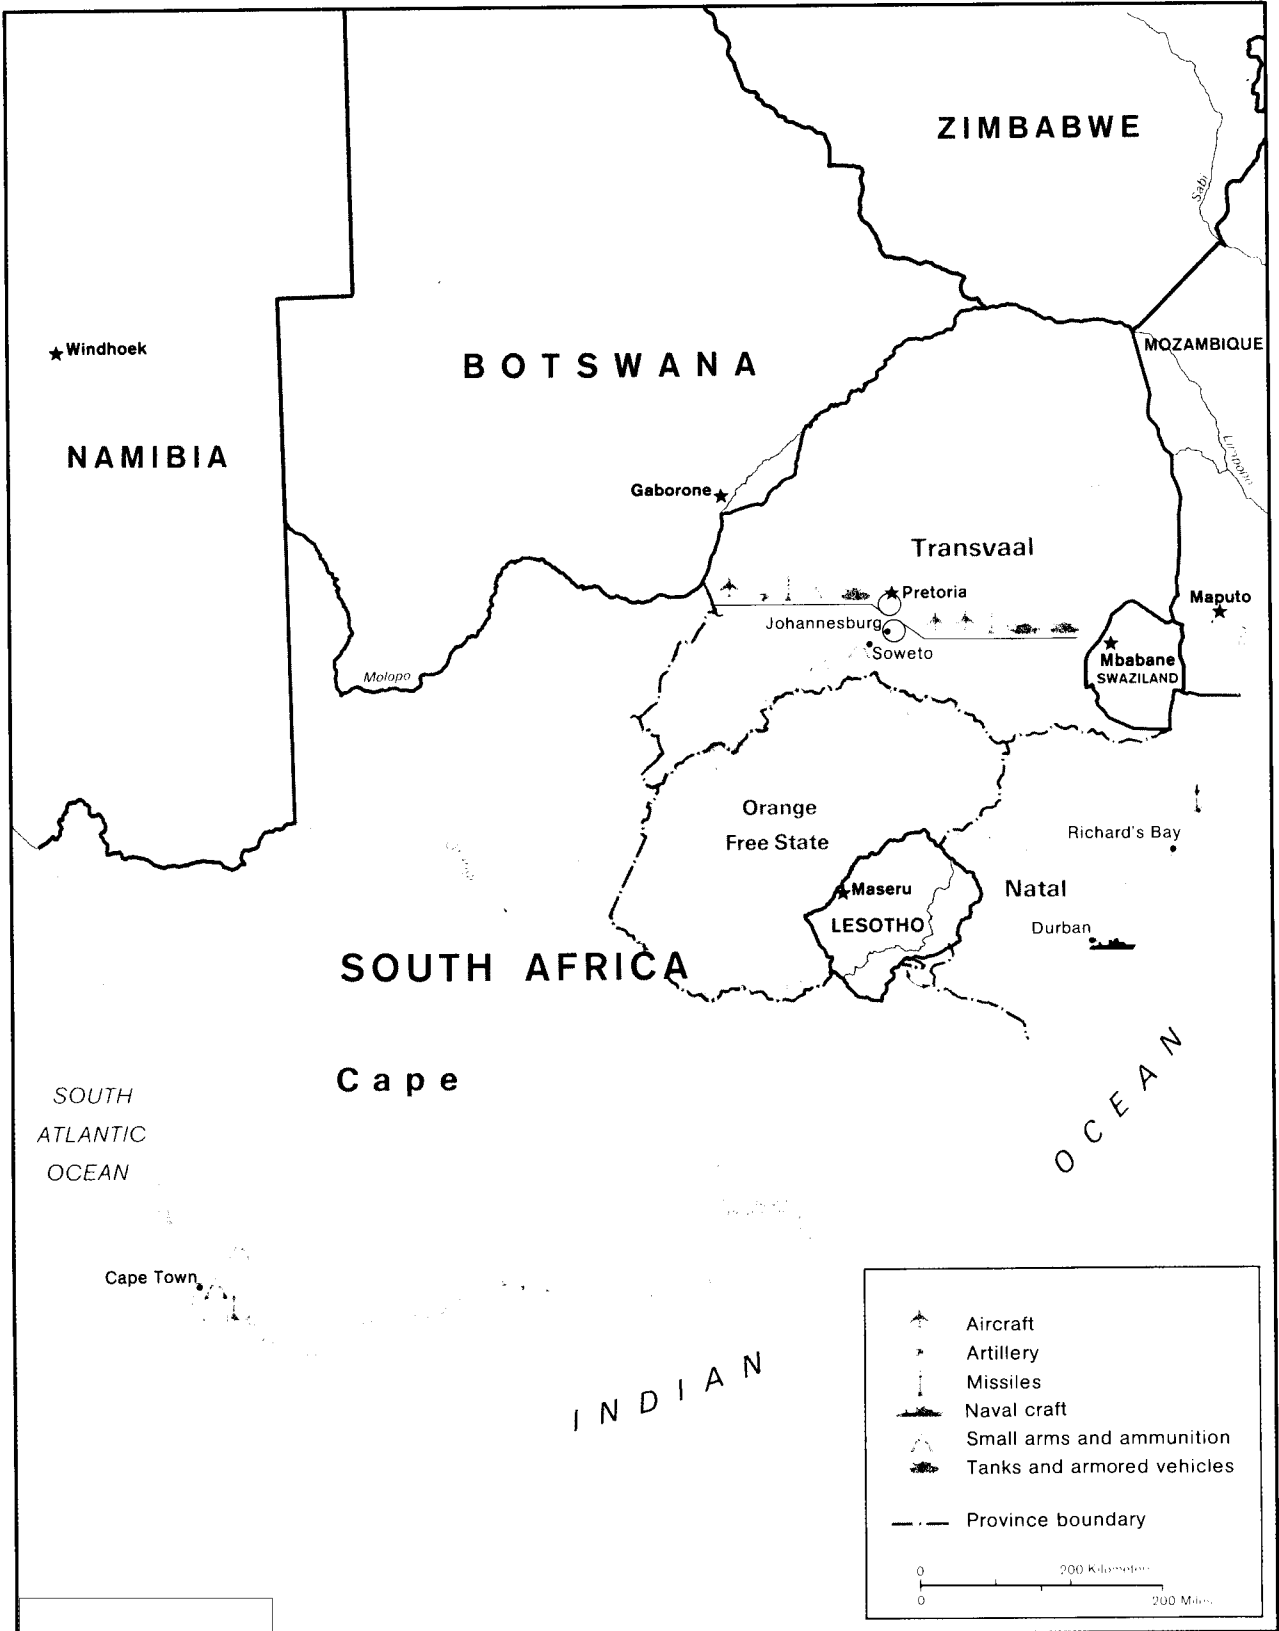 ZIMBABWE
Sabi
Windhoek
MOZAMBIQUE
BOTSWANA
NAMIBIA
Limpopo
Gaborone
Transvaal
Pretoria
Maputo
Johannesburg
Soweto
Mbabane
SWAZILAND
Molopo
Orange
Free State
Richard's Bay
Maseru
Natal
LESOTHO
Durban
SOUTH AFRICA
Cape
SOUTH
ATLANTIC
OCEAN
Cape Town
INDIAN
OCEAN
Aircraft
Artillery
Missiles
Naval craft
Small arms and ammunition
Tanks and armored vehicles
Province boundary
0 200 Kilometers
0 200 Miles